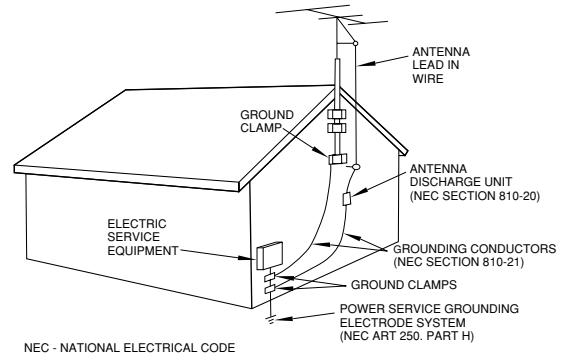 ANTENNA
LEAD IN
WIRE
GROUND
CLAMP
ANTENNA
DISCHARGE UNIT
(NEC SECTION 810-20)
ELECTRIC
SERVICE
EQUIPMENT
GROUNDING CONDUCTORS
(NEC SECTION 810-21)
GROUND CLAMPS
POWER SERVICE GROUNDING
ELECTRODE SYSTEM
(NEC ART 250. PART H)
NEC - NATIONAL ELECTRICAL CODE